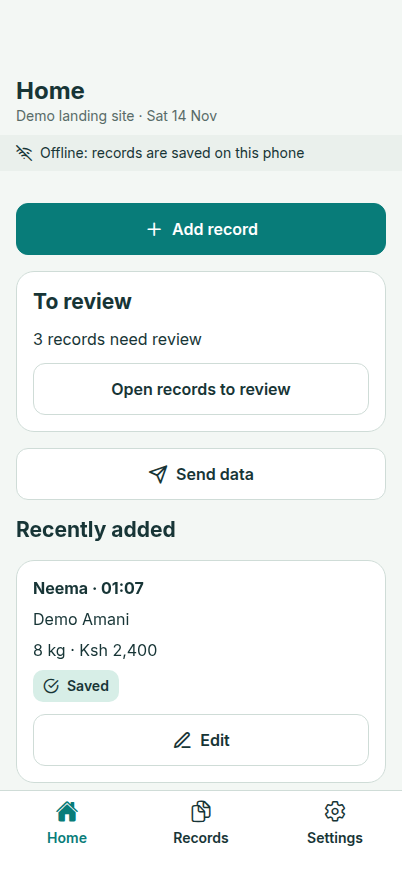 Home
Demo landing site · Sat 14 Nov
Offline: records are saved on this phone
Add record
To review
3 records need review
Open records to review
Send data
Recently added
Neema · 01:07
Demo Amani
8 kg · Ksh 2,400
Saved
Edit
Home Records Settings